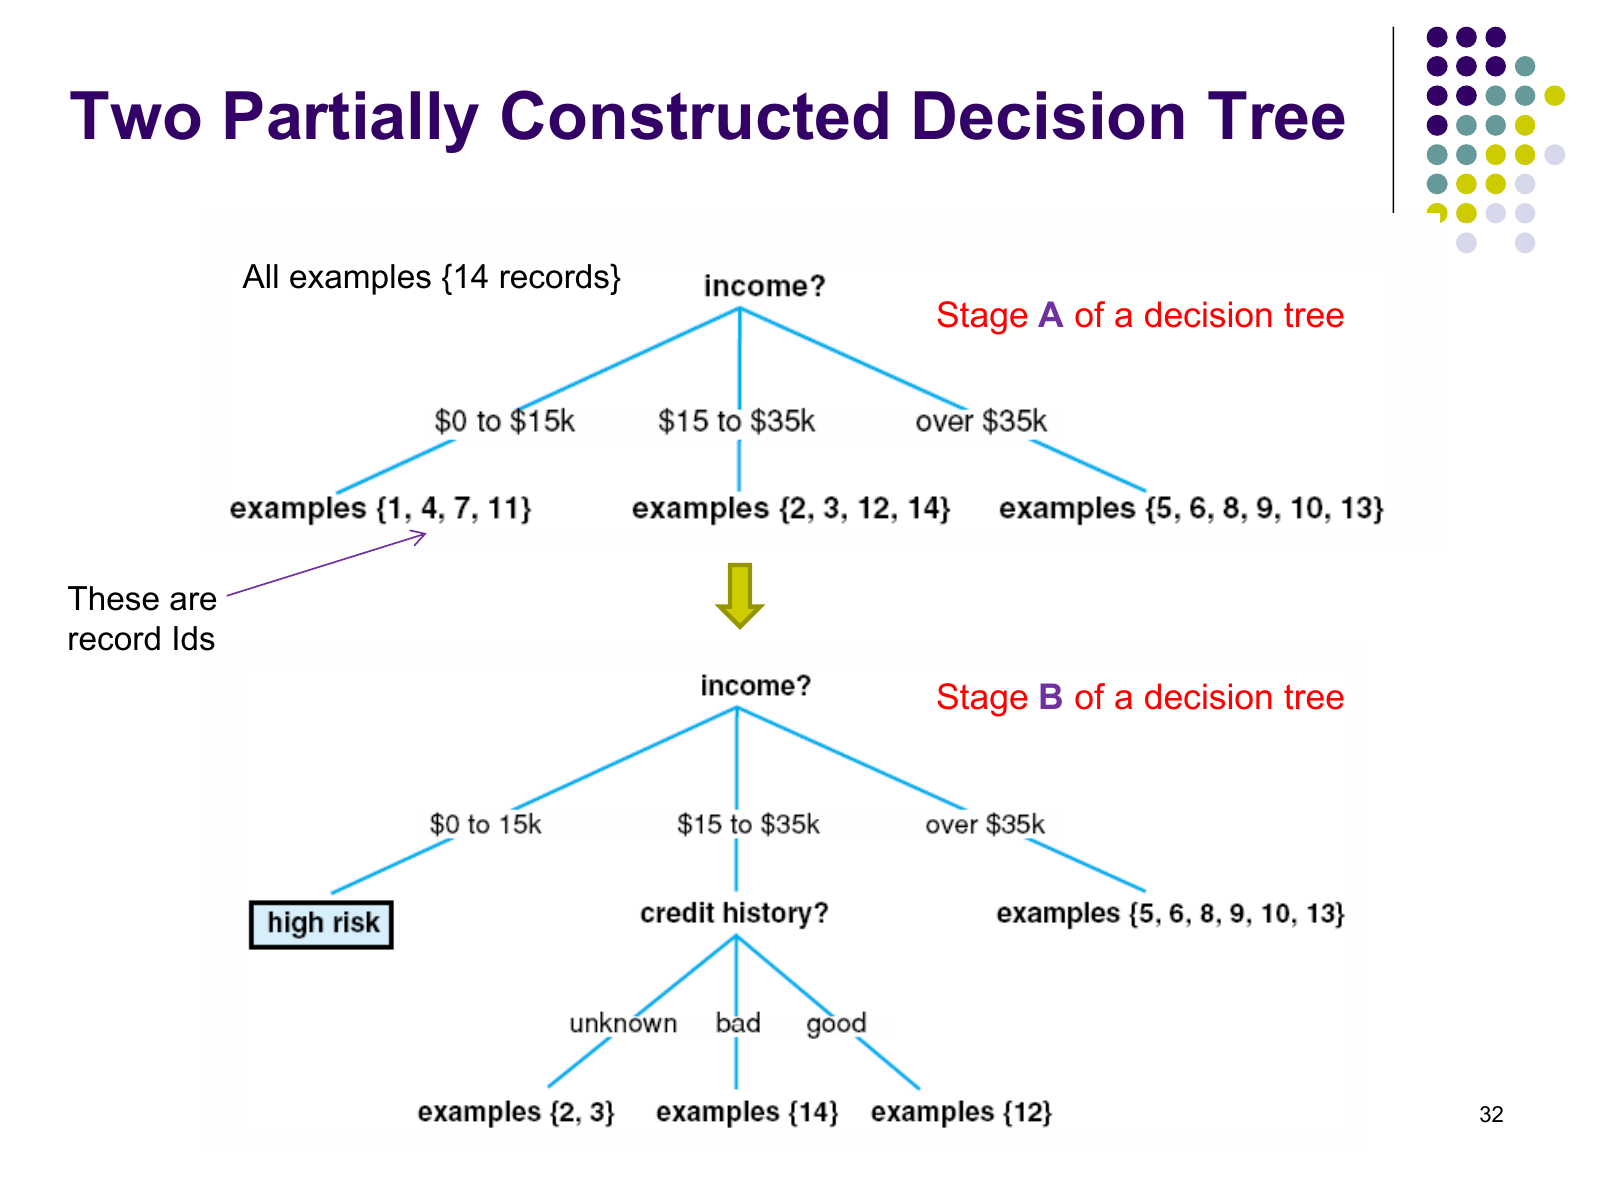 Two Partially Constructed Decision Tree
All examples {14 records}
income?
Stage A of a decision tree
$0 to $15k
$15 to $35k
over $35k
examples {1, 4, 7, 11}
examples {2, 3, 12, 14}
examples {5, 6, 8, 9, 10, 13}
These are
record Ids
income?
Stage B of a decision tree
$0 to 15k
$15 to $35k
over $35k
high risk
credit history?
examples {5, 6, 8, 9, 10, 13}
unknown
bad
good
examples {2, 3}
examples {14}
examples {12}
32